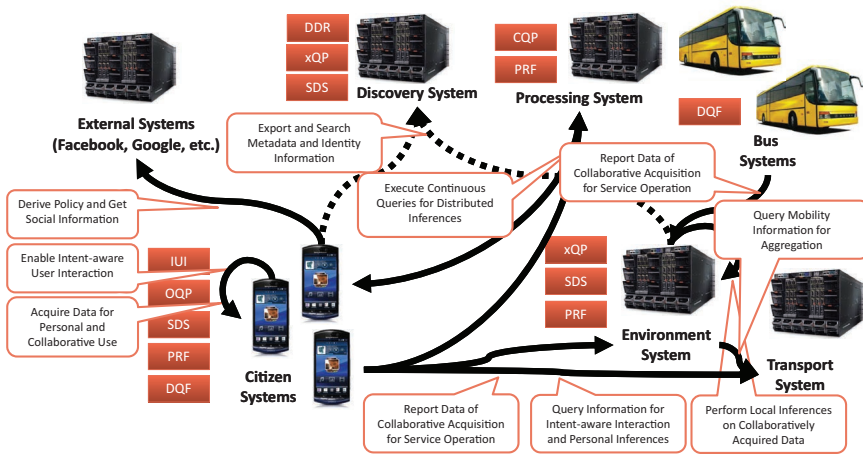 DDR
xQP
SDS
Discovery System
CQP
PRF
Processing System
DQF
Bus
Systems
External Systems
(Facebook, Google, etc.)
Export and Search
Metadata and Identity
Information
Execute Continuous
Queries for Distributed
Inferences
Report Data of
Collaborative Acquisition
for Service Operation
Derive Policy and Get
Social Information
Query Mobility
Information for
Aggregation
Enable Intent-aware
User Interaction
Acquire Data for
Personal and
Collaborative Use
IUI
OQP
SDS
PRF
DQF
Citizen
Systems
xQP
SDS
PRF
Environment
System
Transport
System
Report Data of
Collaborative Acquisition
for Service Operation
Query Information for
Intent-aware Interaction
and Personal Inferences
Perform Local Inferences
on Collaboratively
Acquired Data